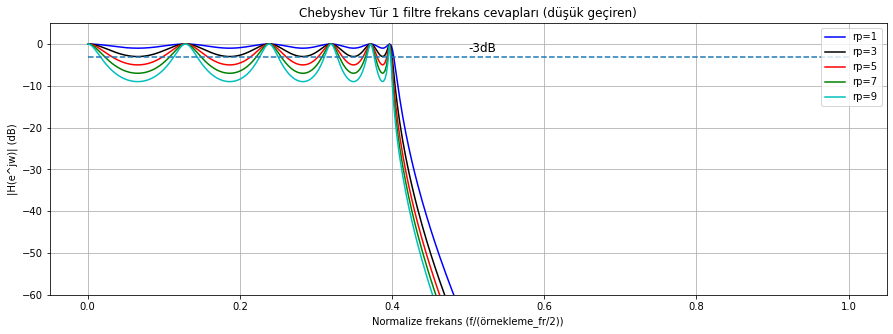 Chebyshev Tür 1 filtre frekans cevapları (düşük geçiren)
|H(e^jw)| (dB)
0
−10
−20
−30
−40
−50
−60
-3dB
rp=1
rp=3
rp=5
rp=7
rp=9
0.0 0.2 0.4 0.6 0.8 1.0
Normalize frekans (f/(örnekleme_fr/2))